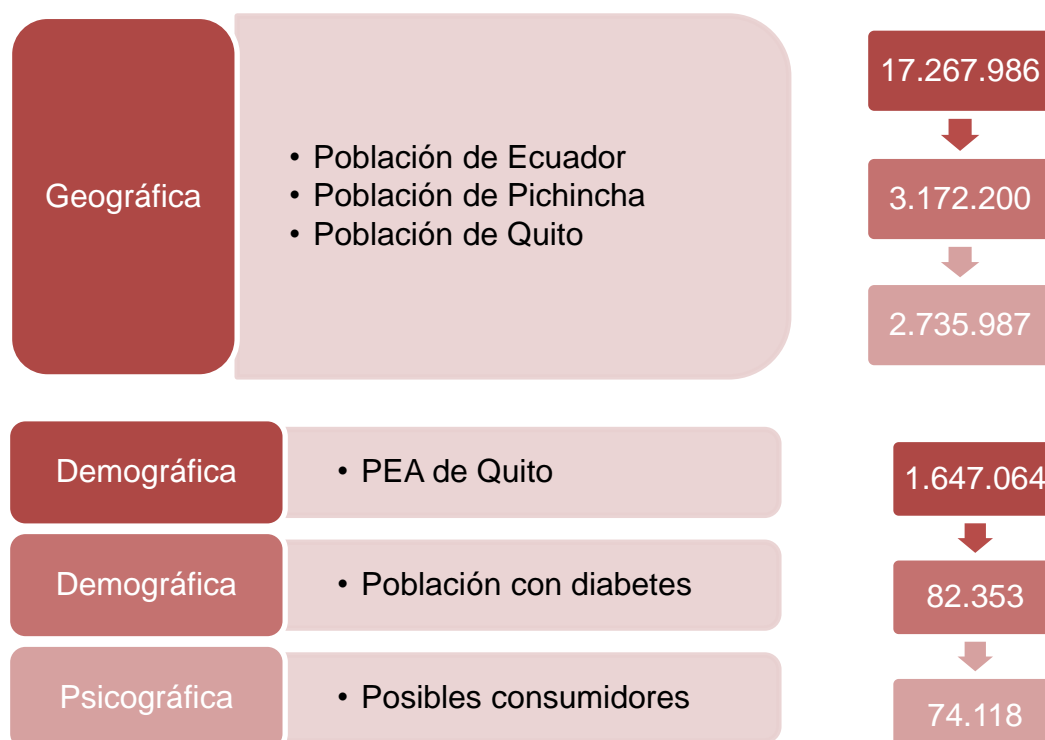 Geográfica
• Población de Ecuador
• Población de Pichincha
• Población de Quito
17.267.986
3.172.200
2.735.987
Demográfica
• PEA de Quito
1.647.064
Demográfica
• Población con diabetes
82.353
Psicográfica
• Posibles consumidores
74.118